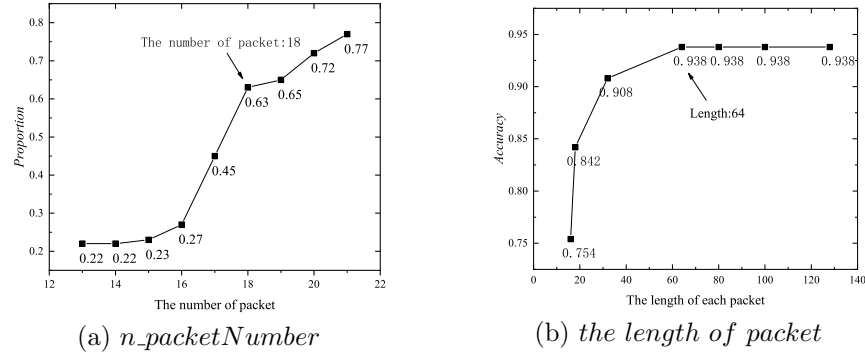 0.8
0.7
0.6
0.5
0.4
0.3
0.2
Proportion
The number of packet:18
0.22
0.22
0.23
0.27
0.45
0.63
0.65
0.72
0.77
12 14 16 18 20 22
The number of packet
(a) n_packetNumber
0.95
0.90
0.85
0.80
0.75
Accuracy
0.754
0.842
0.908
0.938 0.938 0.938 0.938
Length:64
0 20 40 60 80 100 120 140
The length of each packet
(b) the length of packet